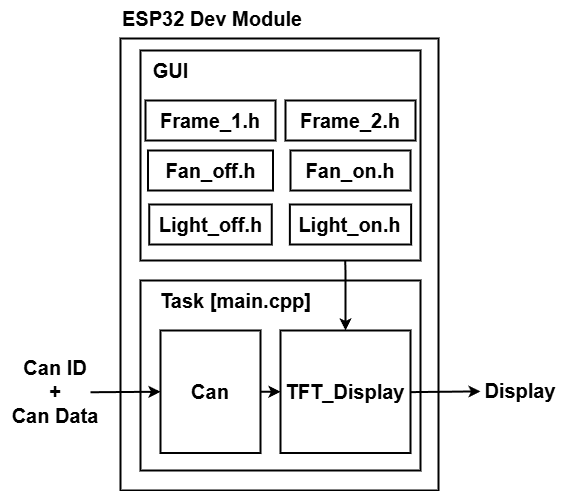 ESP32 Dev Module
GUI
Frame_1.h
Frame_2.h
Fan_off.h
Fan_on.h
Light_off.h
Light_on.h
Task [main.cpp]
Can ID
+
Can Data
Can
TFT_Display
Display